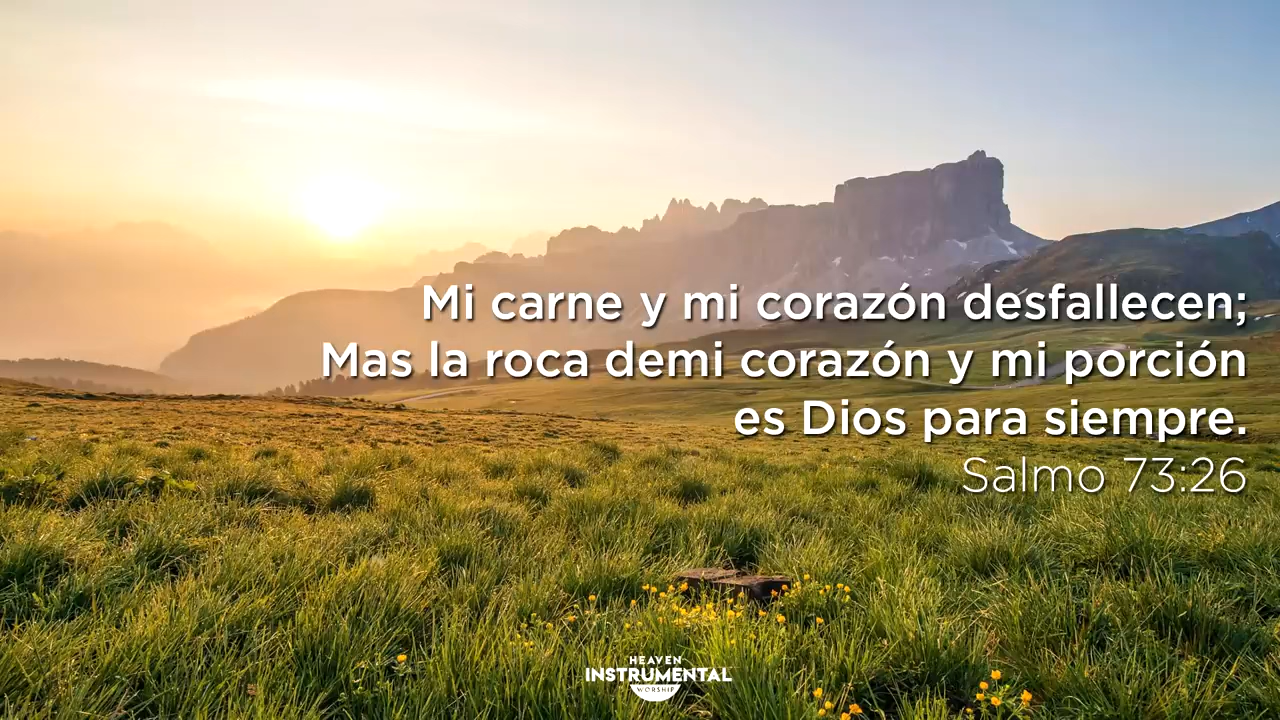 Mi carne y mi corazón desfallecen;
Mas la roca demi corazón y mi porción
es Dios para siempre.
Salmo 73:26
HEAVEN
INSTRUMENTAL
WORSHIP